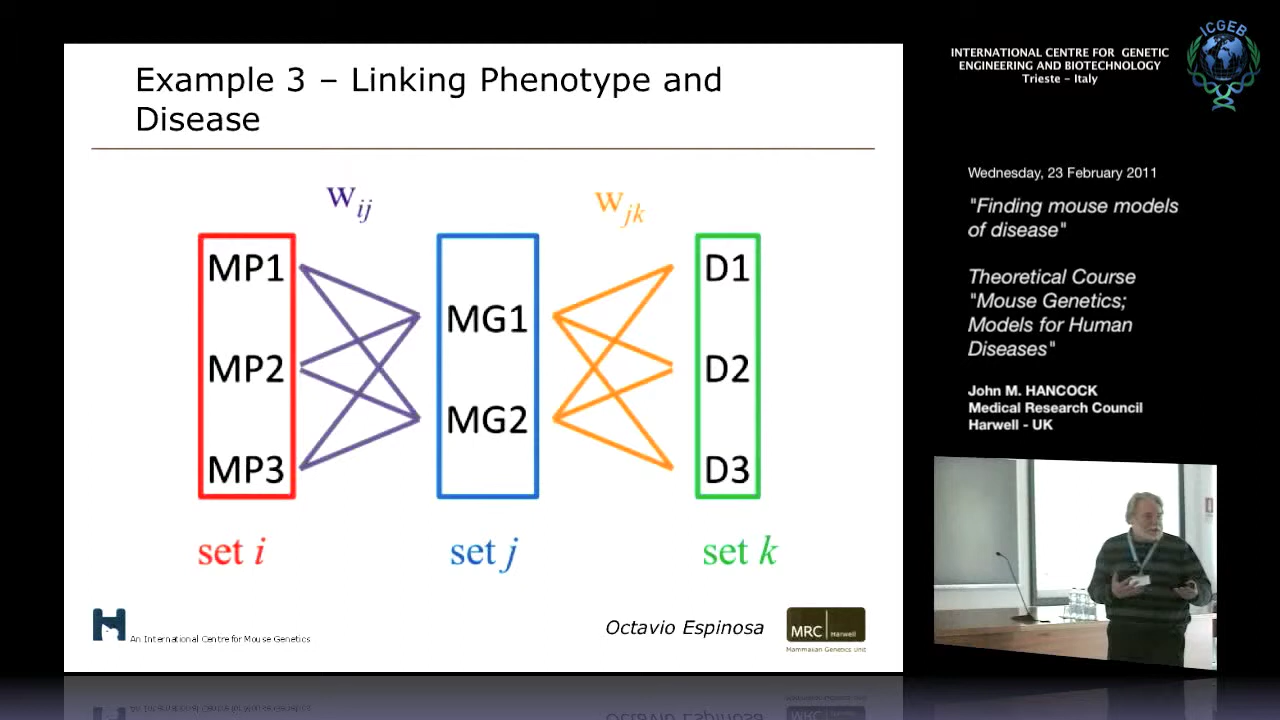 Example 3 – Linking Phenotype and
Disease
wij
wjk
MP1
MP2
MP3
MG1
MG2
D1
D2
D3
set i
set j
set k
An International Centre for Mouse Genetics
Octavio Espinosa
MRC Harwell
Mammalian Genetics Unit
ICGEB
INTERNATIONAL CENTRE FOR GENETIC
ENGINEERING AND BIOTECHNOLOGY
Trieste – Italy
Wednesday, 23 February 2011
"Finding mouse models
of disease"
Theoretical Course
"Mouse Genetics;
Models for Human
Diseases"
John M. HANCOCK
Medical Research Council
Harwell - UK